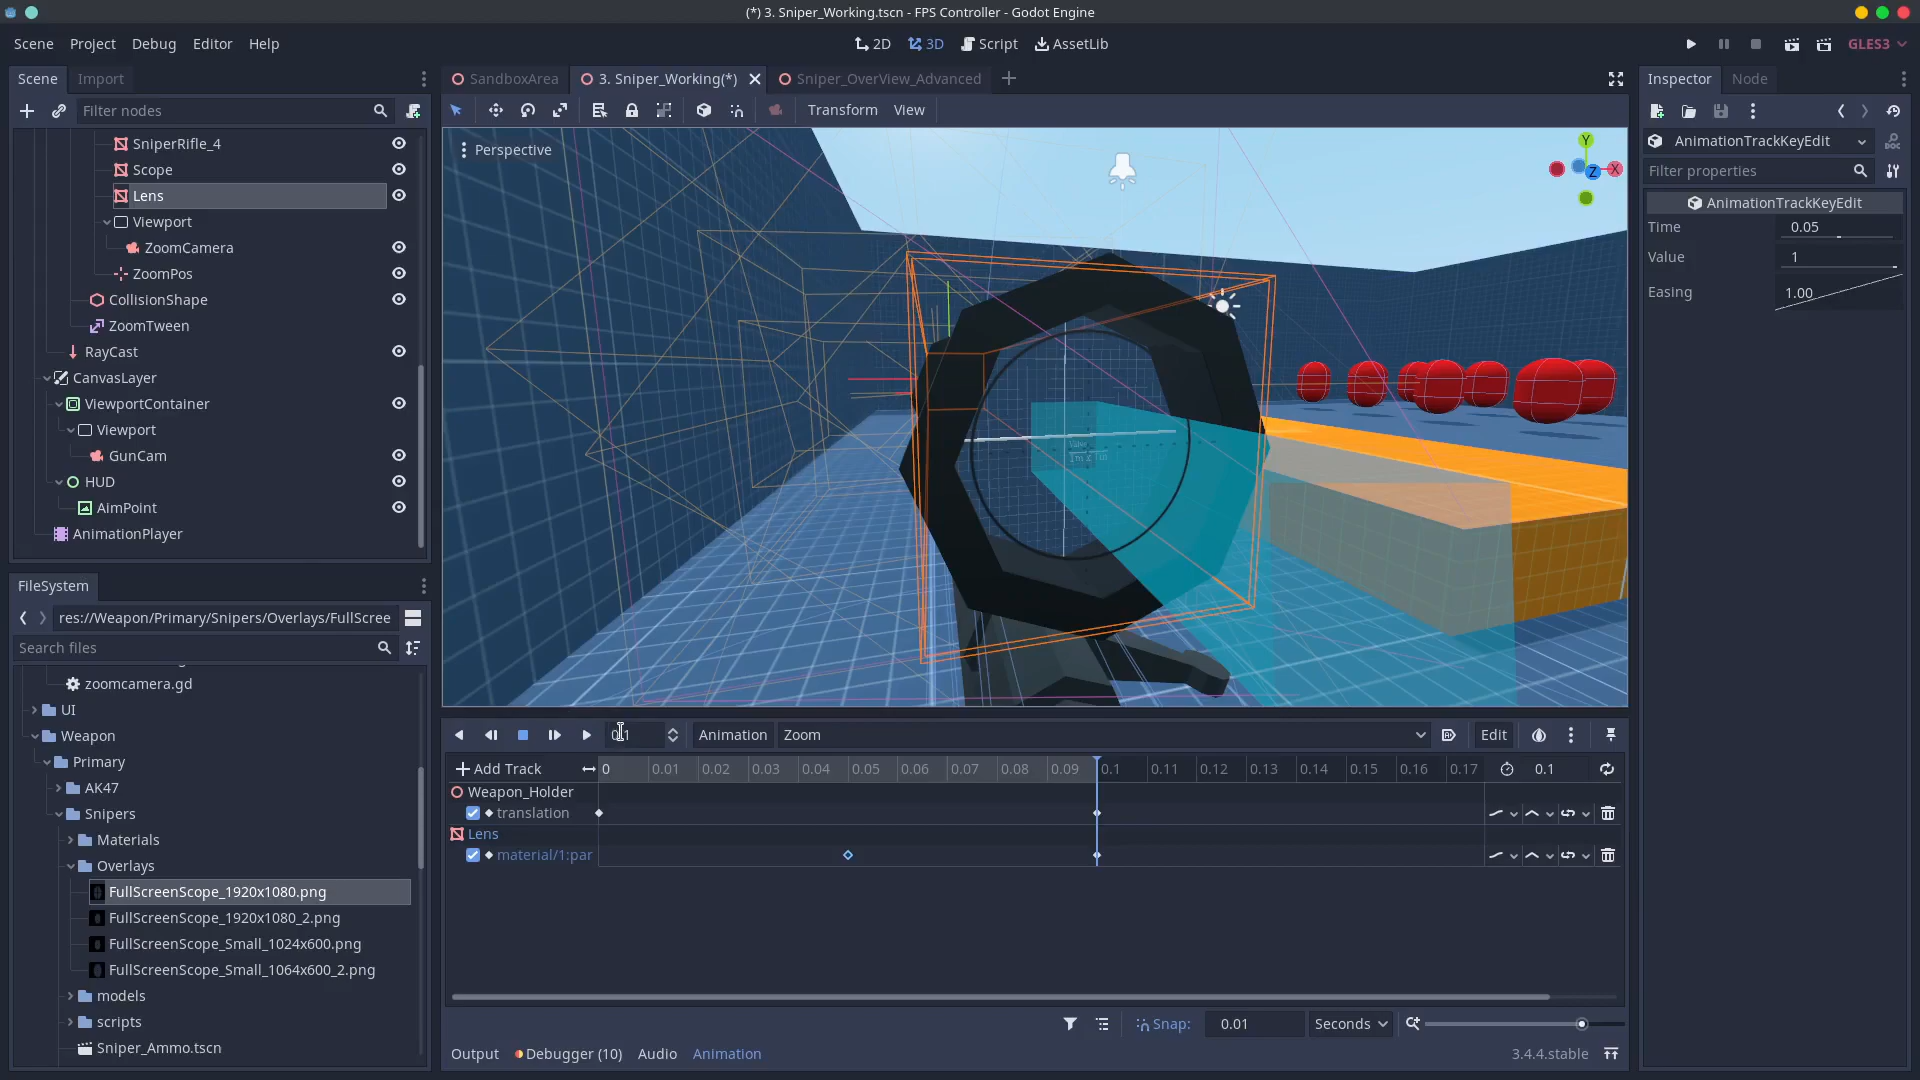 (*) 3. Sniper_Working.tscn - FPS Controller - Godot Engine
Scene Project Debug Editor Help
2D 3D Script AssetLib
GLES3
Scene Import
SandboxArea 3. Sniper_Working(*) Sniper_OverView_Advanced
Inspector Node
Filter nodes
Transform View
SniperRifle_4
Scope
Lens
Viewport
ZoomCamera
ZoomPos
CollisionShape
ZoomTween
RayCast
CanvasLayer
ViewportContainer
Viewport
GunCam
HUD
AimPoint
AnimationPlayer
Perspective
Y
X
Z
AnimationTrackKeyEdit
Filter properties
AnimationTrackKeyEdit
Time 0.05
Value 1
Easing 1.00
FileSystem
res://Weapon/Primary/Snipers/Overlays/FullScree
Search files
zoomcamera.gd
UI
Weapon
Primary
AK47
Snipers
Materials
Overlays
FullScreenScope_1920x1080.png
FullScreenScope_1920x1080_2.png
FullScreenScope_Small_1024x600.png
FullScreenScope_Small_1064x600_2.png
models
scripts
Sniper_Ammo.tscn
0.1 Animation Zoom Edit
Add Track 0 0.01 0.02 0.03 0.04 0.05 0.06 0.07 0.08 0.09 0.1 0.11 0.12 0.13 0.14 0.15 0.16 0.17 0.1
Weapon_Holder
translation
Lens
material/1:par
Snap: 0.01 Seconds
Output Debugger (10) Audio Animation 3.4.4.stable